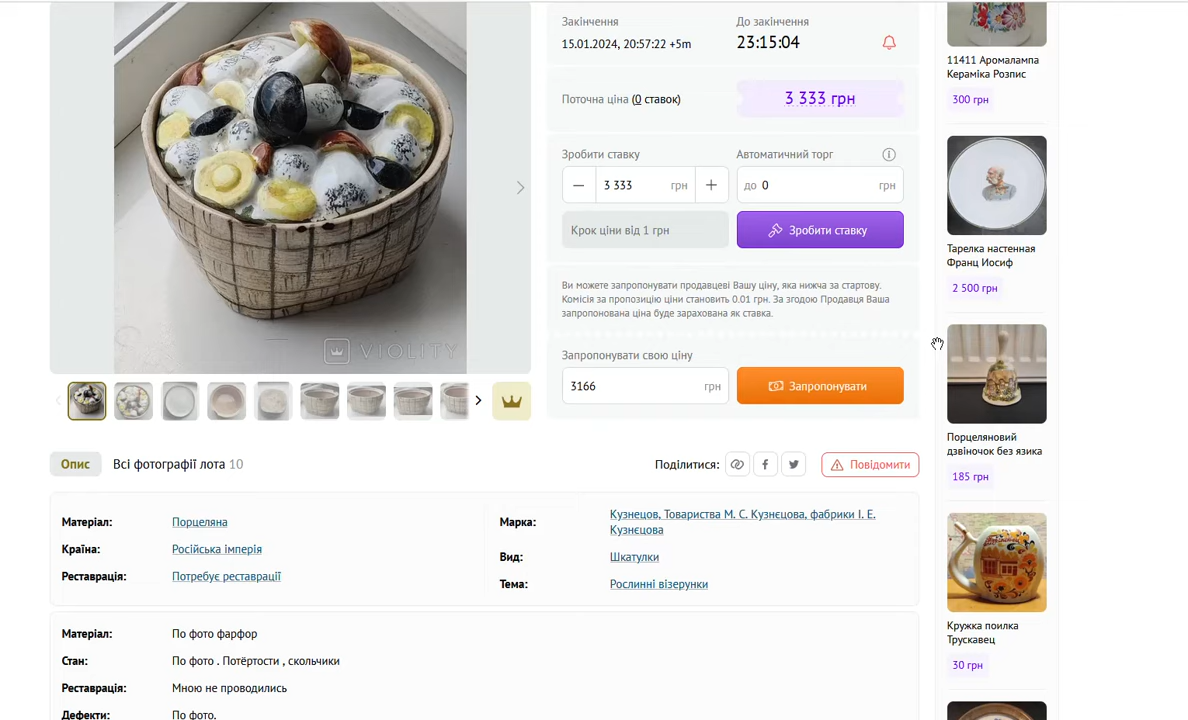 Закінчення
До закінчення
15.01.2024, 20:57:22 +5m
23:15:04
Поточна ціна (0 ставок)
3 333 грн
Зробити ставку
Автоматичний торг
3 333 грн
до 0 грн
Крок ціни від 1 грн
Зробити ставку
Ви можете запропонувати продавцеві Вашу ціну, яка нижча за стартову.
Комісія за пропозицію ціни становить 0.01 грн. За згодою Продавця Ваша
запропонована ціна буде зарахована як ставка.
VIOLITY
Запропонувати свою ціну
3166 грн
Запропонувати
Опис
Всі фотографії лота 10
Поділитися:
Повідомити
Матеріал: Порцеляна
Країна: Російська імперія
Реставрація: Потребує реставрації
Марка: Кузнецов, Товариства М. С. Кузнєцова, фабрики І. Е.
Кузнєцова
Вид: Шкатулки
Тема: Рослинні візерунки
Матеріал: По фото фарфор
Стан: По фото . Потёртости , скольчики
Реставрація: Мною не проводились
Дефекти: По фото.
11411 Аромалампа
Кераміка Розпис
300 грн
Тарелка настенная
Франц Иосиф
2 500 грн
Порцеляновий
дзвіночок без язика
185 грн
Кружка поилка
Трускавец
30 грн